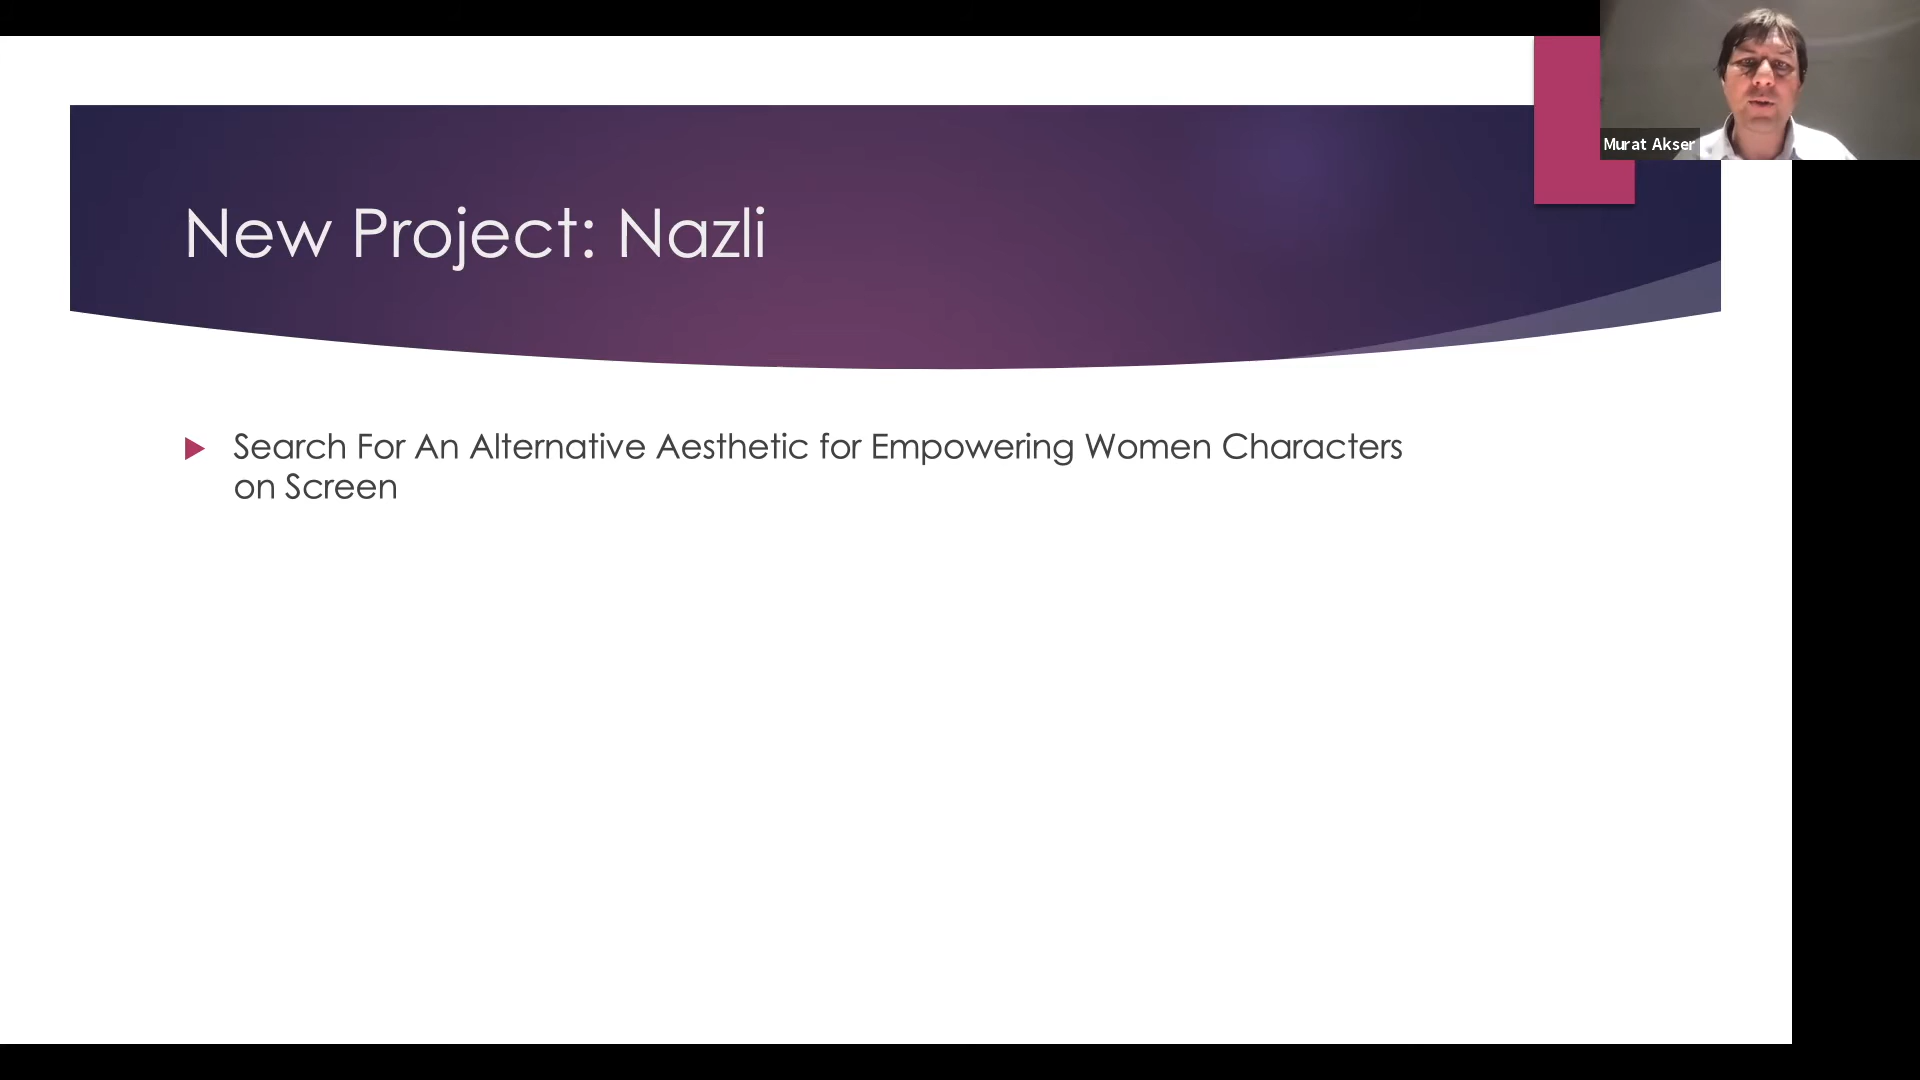 Murat Akser
New Project: Nazli
Search For An Alternative Aesthetic for Empowering Women Characters
on Screen